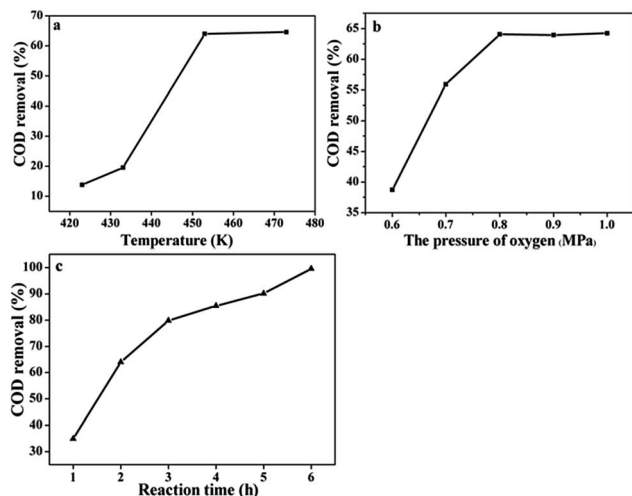 a
COD removal (%)
70
60
50
40
30
20
10
420 430 440 450 460 470 480
Temperature (K)
b
COD removal (%)
65
60
55
50
45
40
35
0.6 0.7 0.8 0.9 1.0
The pressure of oxygen (MPa)
c
COD removal (%)
100
90
80
70
60
50
40
30
1 2 3 4 5 6
Reaction time (h)